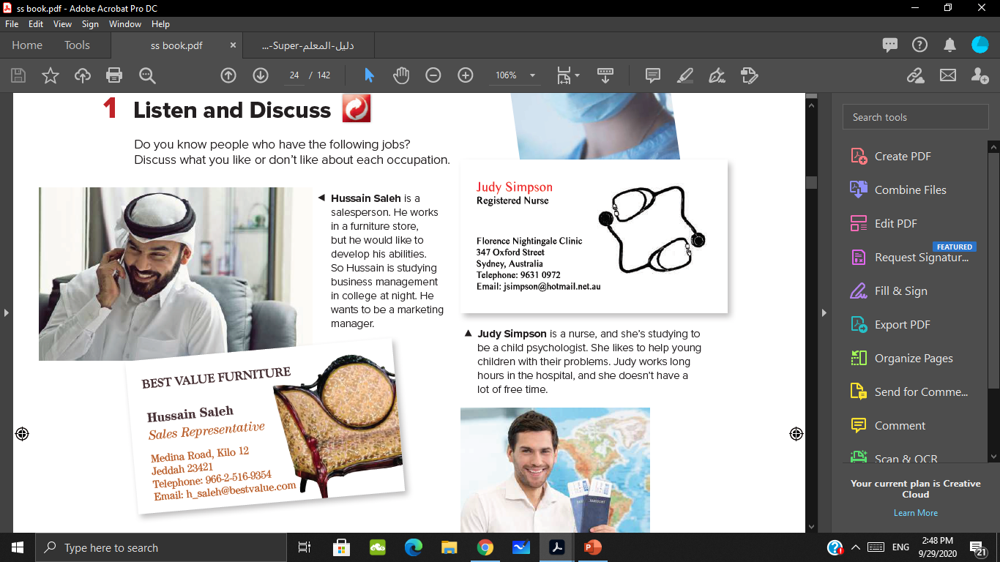 ss book.pdf - Adobe Acrobat Pro DC
File Edit View Sign Window Help
Home Tools ss book.pdf × ...-Super-دليل-المعلم
24 / 142 106%
1 Listen and Discuss
Do you know people who have the following jobs?
Discuss what you like or don't like about each occupation.
Hussain Saleh is a
salesperson. He works
in a furniture store,
but he would like to
develop his abilities.
So Hussain is studying
business management
in college at night. He
wants to be a marketing
manager.
BEST VALUE FURNITURE
Hussain Saleh
Sales Representative
Medina Road, Kilo 12
Jeddah 23421
Telephone: 966-2-516-9354
Email: h_saleh@bestvalue.com
Judy Simpson
Registered Nurse
Florence Nightingale Clinic
347 Oxford Street
Sydney, Australia
Telephone: 9631 0972
Email: jsimpson@hotmail.net.au
Judy Simpson is a nurse, and she's studying to
be a child psychologist. She likes to help young
children with their problems. Judy works long
hours in the hospital, and she doesn't have a
lot of free time.
PASSPORT
Search tools
Create PDF
Combine Files
Edit PDF
FEATURED
Request Signatur...
Fill & Sign
Export PDF
Organize Pages
Send for Comme...
Comment
Scan & OCR
Your current plan is Creative
Cloud
Learn More
Type here to search
ENG
2:48 PM
9/29/2020
21